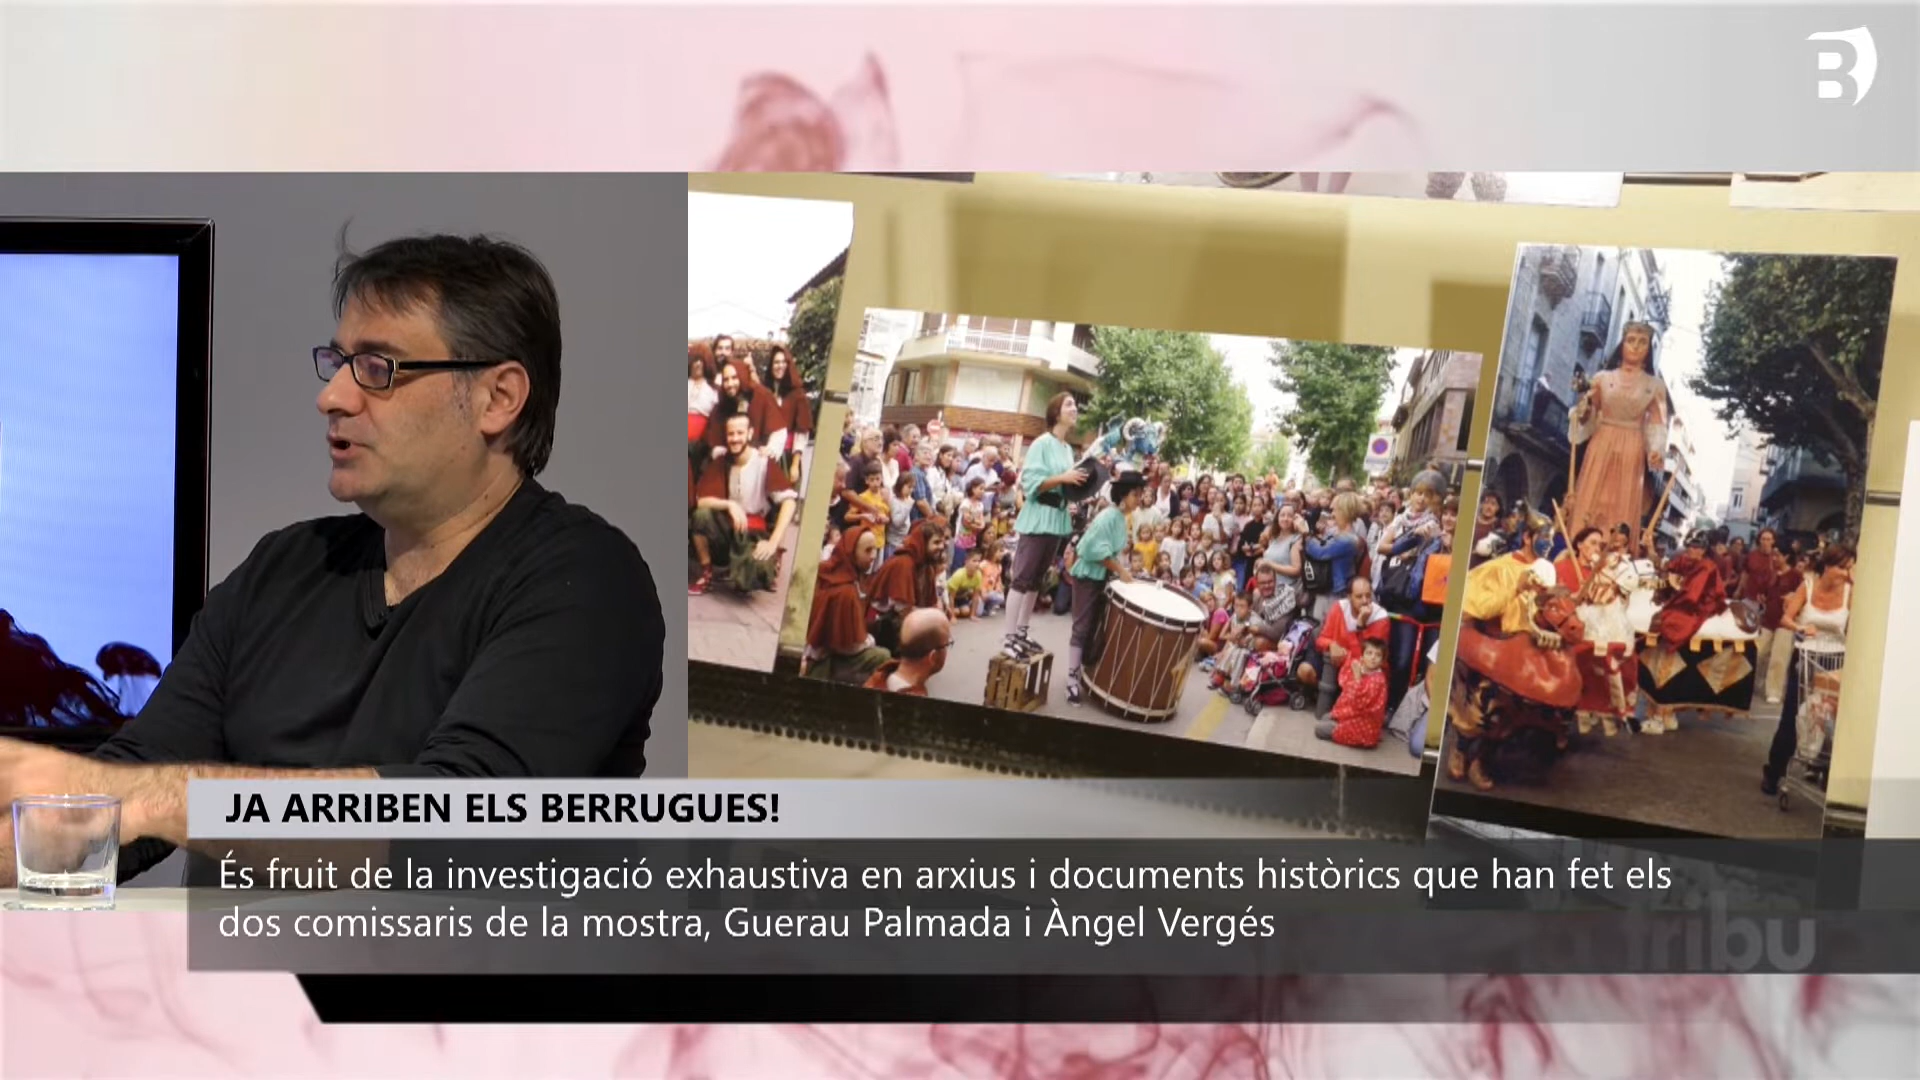 B
JA ARRIBEN ELS BERRUGUES!
És fruit de la investigació exhaustiva en arxius i documents històrics que han fet els
dos comissaris de la mostra, Guerau Palmada i Àngel Vergés
tribu